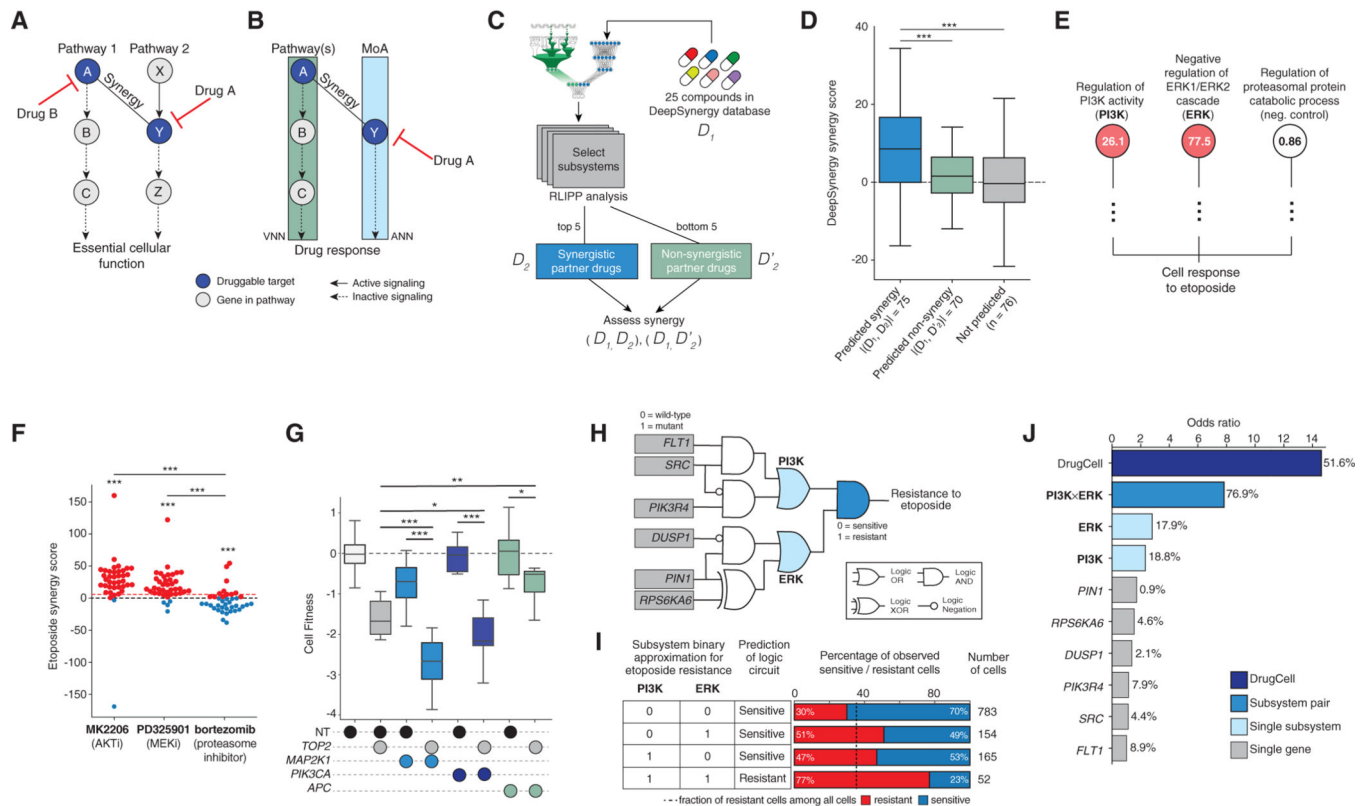 A
Pathway 1
Pathway 2
A
X
Synergy
Drug B
Drug A
B
Y
C
Z
Essential cellular
function
B
Pathway(s)
MoA
A
Synergy
B
Y
Drug A
C
VNN
ANN
Drug response
Druggable target
Gene in pathway
Active signaling
Inactive signaling
C
25 compounds in
DeepSynergy database
D1
Select
subsystems
RLIPP analysis
top 5
bottom 5
D2
Synergistic
partner drugs
Non-synergistic
partner drugs
D'2
Assess synergy
(D1, D2), (D1, D'2)
D
***
***
DeepSynergy synergy score
40
20
0
-20
Predicted synergy
|(D1, D2)| = 75
Predicted non-synergy
|(D1, D'2)| = 70
Not predicted
(n = 76)
E
Regulation of
PI3K activity
(PI3K)
Negative
regulation of
ERK1/ERK2
cascade
(ERK)
Regulation of
proteasomal protein
catabolic process
(neg. control)
26.1
77.5
0.86
Cell response
to etoposide
F
***
***
***
***
***
Etoposide synergy score
150
100
50
0
-50
-100
-150
MK2206
(AKTi)
PD325901
(MEKi)
bortezomib
(proteasome
inhibitor)
G
**
*
*
***
***
***
Cell Fitness
1
0
-1
-2
-3
-4
NT
TOP2
MAP2K1
PIK3CA
APC
H
0 = wild-type
1 = mutant
FLT1
SRC
PIK3R4
DUSP1
PIN1
RPS6KA6
PI3K
ERK
Resistance to
etoposide
0 = sensitive
1 = resistant
Logic
OR
Logic
AND
Logic
XOR
Logic
Negation
I
Subsystem binary
approximation for
etoposide resistance
Prediction
of logic
circuit
Percentage of observed
sensitive / resistant cells
Number
of cells
PI3K
ERK
0 40 80
0 0 Sensitive 30% 70% 783
0 1 Sensitive 51% 49% 154
1 0 Sensitive 47% 53% 165
1 1 Resistant 77% 23% 52
fraction of resistant cells among all cells
resistant
sensitive
J
Odds ratio
0 2 4 6 8 10 12 14
DrugCell 51.6%
PI3K×ERK 76.9%
ERK 17.9%
PI3K 18.8%
PIN1 0.9%
RPS6KA6 4.6%
DUSP1 2.1%
PIK3R4 7.9%
SRC 4.4%
FLT1 8.9%
DrugCell
Subsystem pair
Single subsystem
Single gene